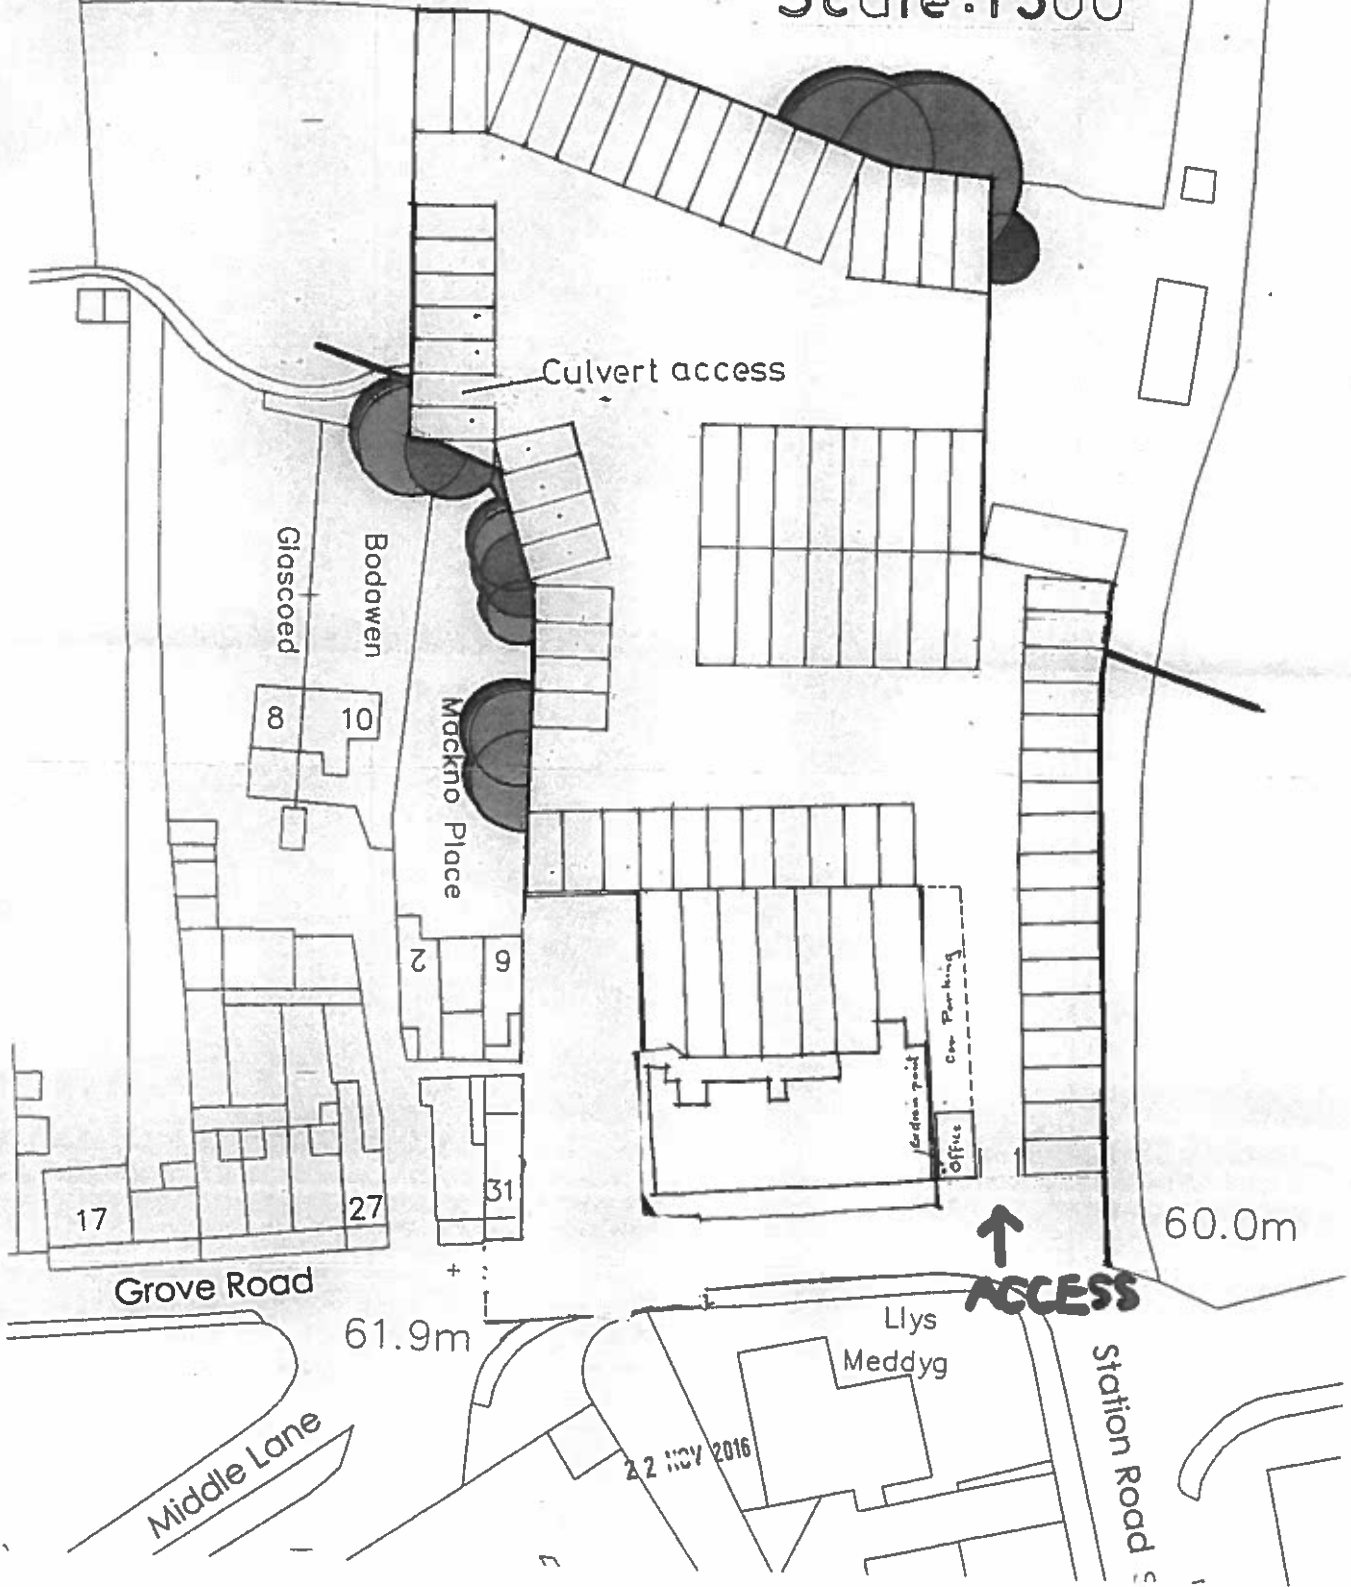 Scale:1500
Culvert access
Glascoed
Bodawen
8
10
Mackno Place
2
6
Car Parking
Office
17
27
31
60.0m
Grove Road
ACCESS
61.9m
Llys
Meddyg
Station Road
Middle Lane
22 NOV 2016